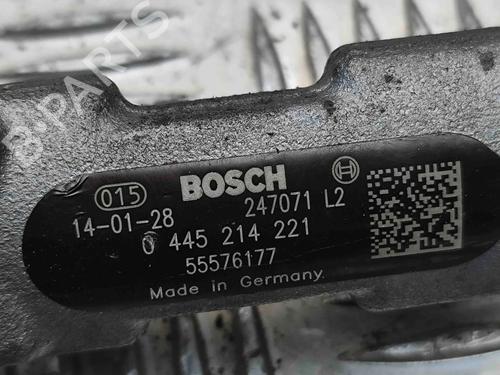 B-PARTS
015 BOSCH
14-01-28 247071 L2
0 445 214 221
55576177
Made in Germany